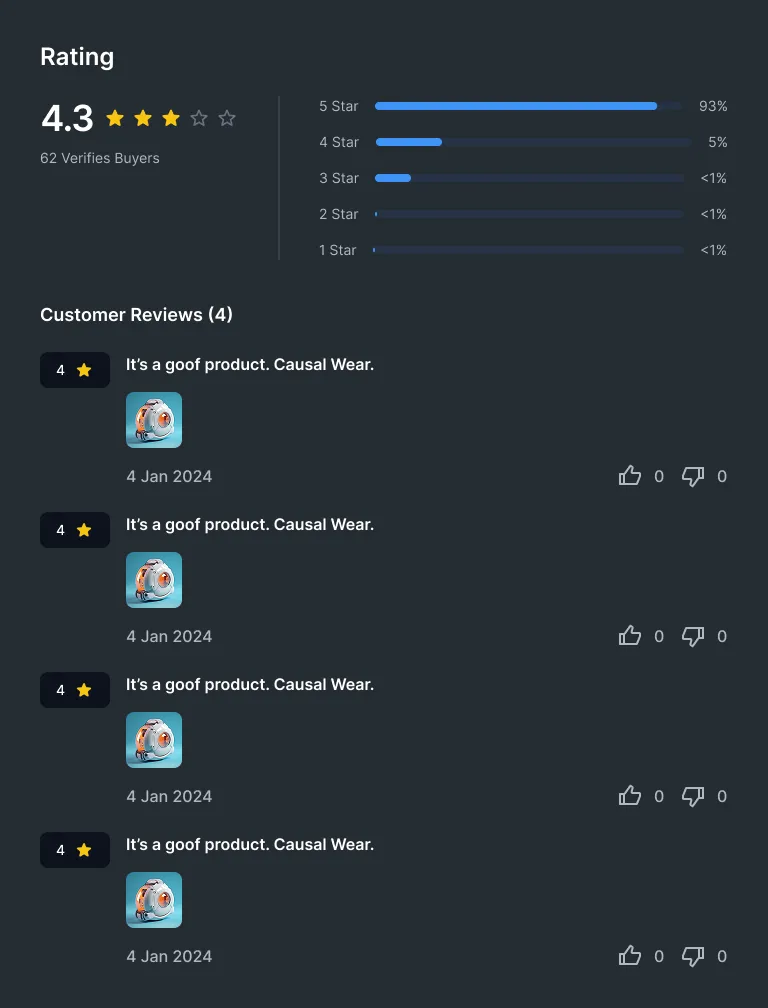 Rating
4.3
62 Verifies Buyers
5 Star 93%
4 Star 5%
3 Star <1%
2 Star <1%
1 Star <1%
Customer Reviews (4)
4 It’s a goof product. Causal Wear.
4 Jan 2024 0 0
4 It’s a goof product. Causal Wear.
4 Jan 2024 0 0
4 It’s a goof product. Causal Wear.
4 Jan 2024 0 0
4 It’s a goof product. Causal Wear.
4 Jan 2024 0 0